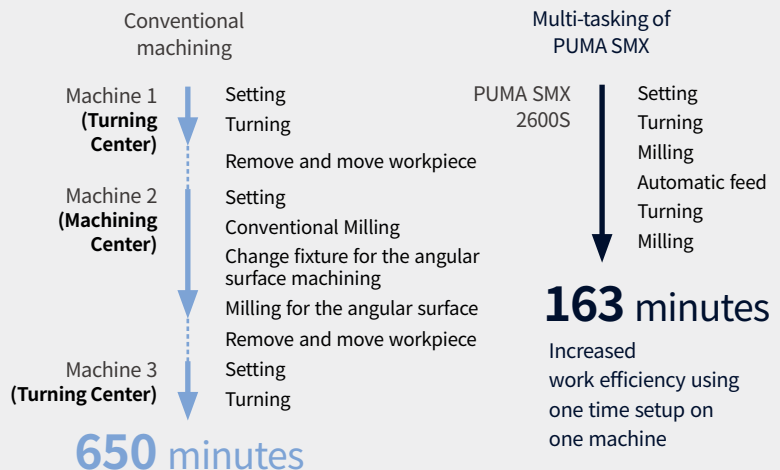 Conventional
machining
Machine 1
(Turning
Center)
Setting
Turning
Remove and move workpiece
Machine 2
(Machining
Center)
Setting
Conventional Milling
Change fixture for the angular
surface machining
Milling for the angular surface
Remove and move workpiece
Machine 3
(Turning Center)
Setting
Turning
650 minutes
Multi-tasking of
PUMA SMX
PUMA SMX
2600S
Setting
Turning
Milling
Automatic feed
Turning
Milling
163 minutes
Increased
work efficiency using
one time setup on
one machine